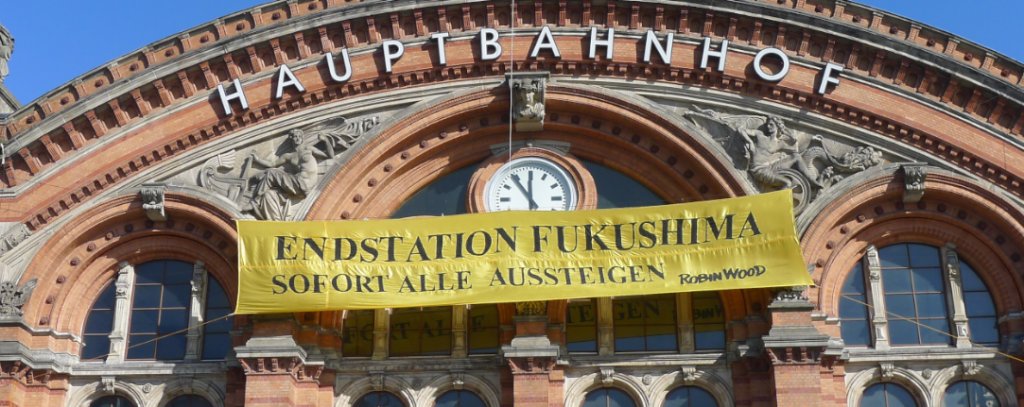 HAUPTBAHNHOF
ENDSTATION FUKUSHIMA
SOFORT ALLE AUSSTEIGEN ROBIN WOOD